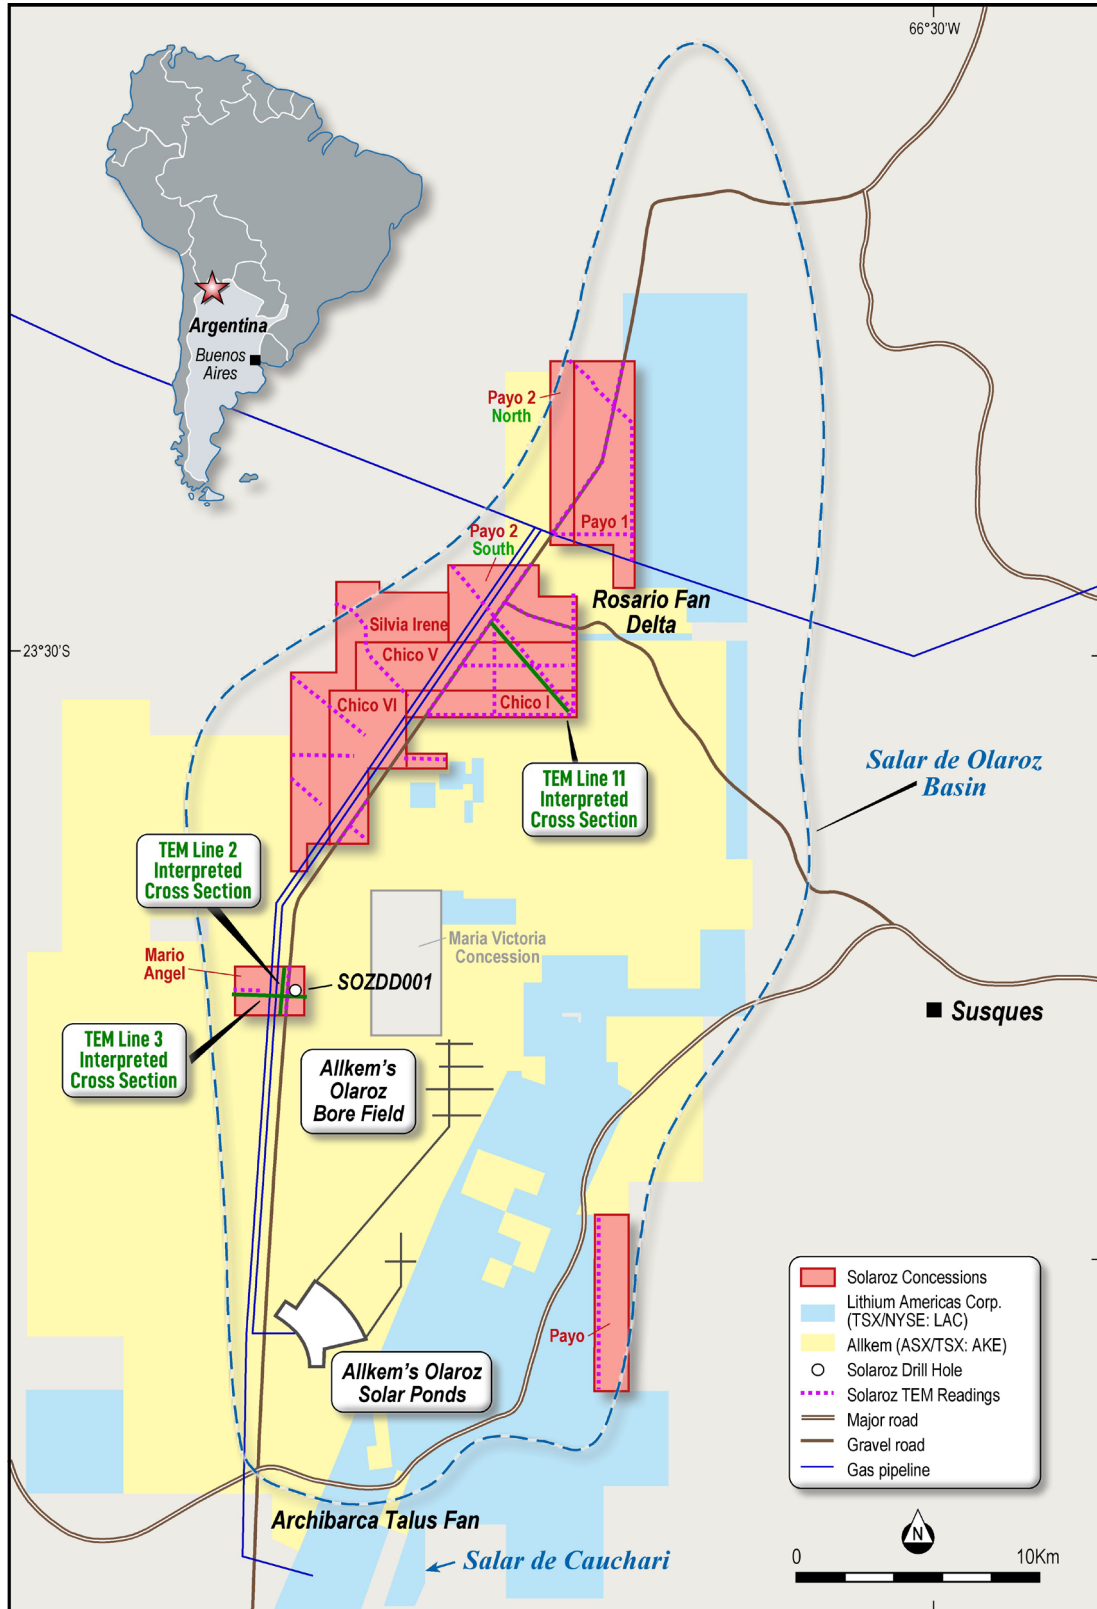 66°30'W
Argentina
Buenos
Aires
Payo 2
North
Payo 1
Payo 2
South
Rosario Fan
Delta
Silvia Irene
23°30'S
Chico V
Chico VI
Chico I
Salar de Olaroz
Basin
TEM Line 11
Interpreted
Cross Section
TEM Line 2
Interpreted
Cross Section
Maria Victoria
Concession
Mario
Angel
SOZDD001
Susques
TEM Line 3
Interpreted
Cross Section
Allkem's
Olaroz
Bore Field
Payo
Allkem's Olaroz
Solar Ponds
Solaroz Concessions
Lithium Americas Corp.
(TSX/NYSE: LAC)
Allkem (ASX/TSX: AKE)
Solaroz Drill Hole
Solaroz TEM Readings
Major road
Gravel road
Gas pipeline
Archibarca Talus Fan
Salar de Cauchari
N
0
10Km